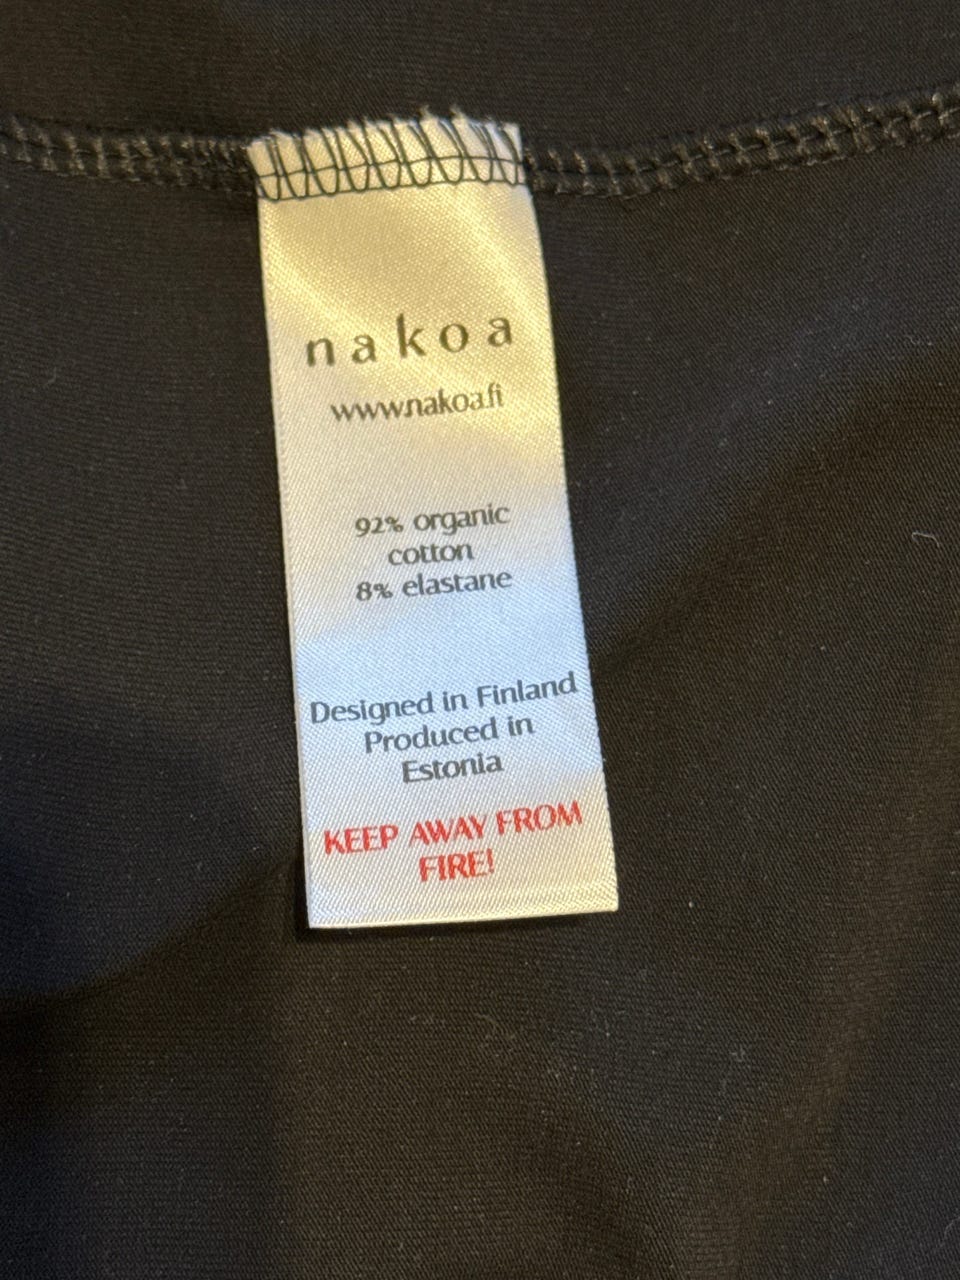 nakoa
www.nakoa.fi
92% organic
cotton
8% elastane
Designed in Finland
Produced in
Estonia
KEEP AWAY FROM
FIRE!